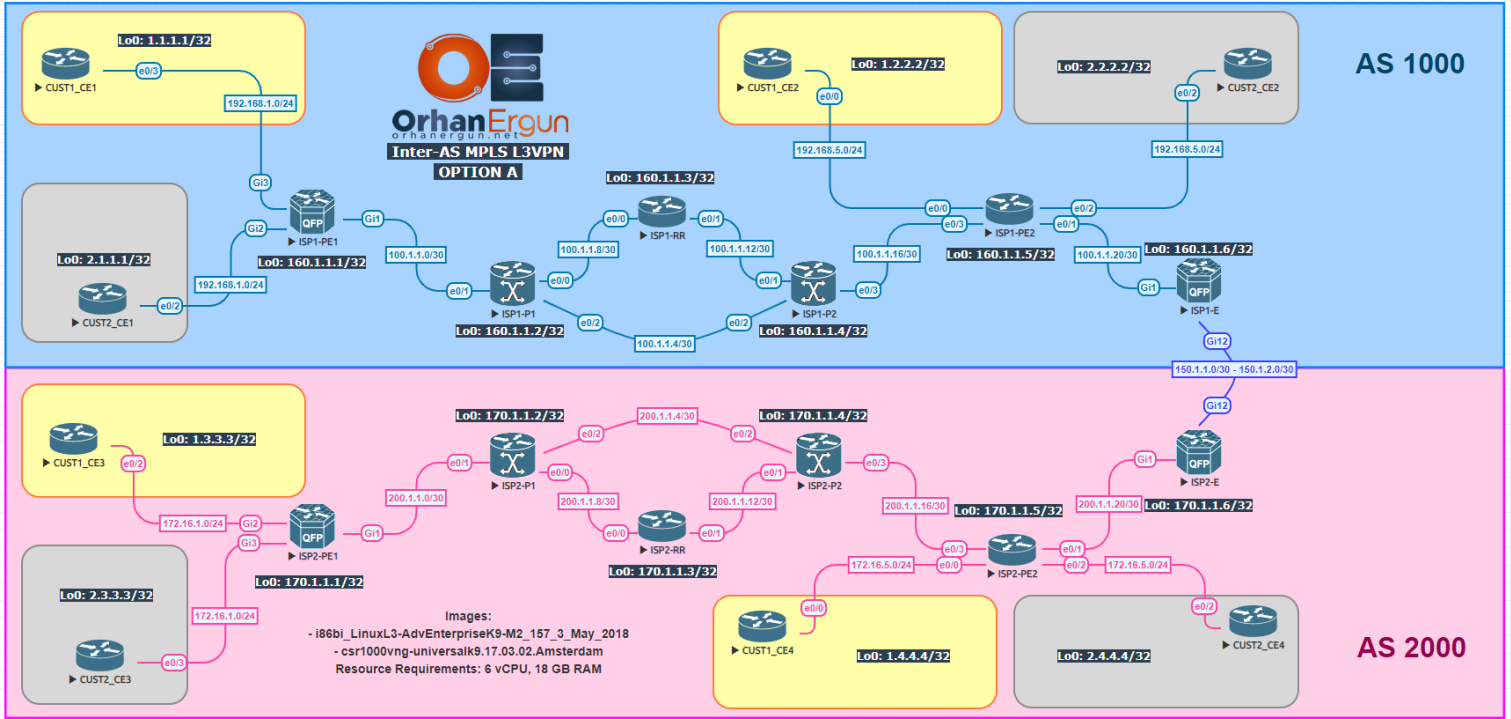 Lo0: 1.1.1.1/32
CUST1_CE1
e0/3
192.168.1.0/24
Gi3
OrhanErgun
orhanergun.net
Inter-AS MPLS L3VPN
OPTION A
Lo0: 1.2.2.2/32
CUST1_CE2
e0/0
192.168.5.0/24
Lo0: 2.2.2.2/32
CUST2_CE2
e0/2
192.168.5.0/24
AS 1000
Lo0: 2.1.1.1/32
CUST2_CE1
e0/2
192.168.1.0/24
Gi2
QFP
ISP1-PE1
Lo0: 160.1.1.1/32
Gi1
100.1.1.0/30
e0/1
ISP1-P1
Lo0: 160.1.1.2/32
e0/0
100.1.1.8/30
e0/0
Lo0: 160.1.1.3/32
ISP1-RR
e0/1
100.1.1.12/30
e0/1
e0/2
100.1.1.4/30
e0/2
ISP1-P2
Lo0: 160.1.1.4/32
e0/3
100.1.1.16/30
e0/0
e0/3
ISP1-PE2
Lo0: 160.1.1.5/32
e0/2
e0/1
100.1.1.20/30
Lo0: 160.1.1.6/32
Gi1
QFP
ISP1-E
Gi12
150.1.1.0/30 - 150.1.2.0/30
Gi12
Lo0: 1.3.3.3/32
CUST1_CE3
e0/2
172.16.1.0/24
Gi2
Gi3
QFP
ISP2-PE1
Lo0: 170.1.1.1/32
Gi1
200.1.1.0/30
e0/1
Lo0: 170.1.1.2/32
ISP2-P1
e0/2
200.1.1.4/30
e0/2
e0/0
200.1.1.8/30
e0/0
ISP2-RR
Lo0: 170.1.1.3/32
e0/1
200.1.1.12/30
e0/1
Lo0: 170.1.1.4/32
ISP2-P2
e0/3
200.1.1.16/30
e0/3
e0/0
Lo0: 170.1.1.5/32
ISP2-PE2
e0/1
e0/2
200.1.1.20/30
Gi1
QFP
ISP2-E
Lo0: 170.1.1.6/32
Lo0: 2.3.3.3/32
CUST2_CE3
e0/3
172.16.1.0/24
Images:
- i86bi_LinuxL3-AdvEnterpriseK9-M2_157_3_May_2018
- csr1000vng-universalk9.17.03.02.Amsterdam
Resource Requirements: 6 vCPU, 18 GB RAM
172.16.5.0/24
e0/0
CUST1_CE4
Lo0: 1.4.4.4/32
172.16.5.0/24
e0/2
CUST2_CE4
Lo0: 2.4.4.4/32
AS 2000